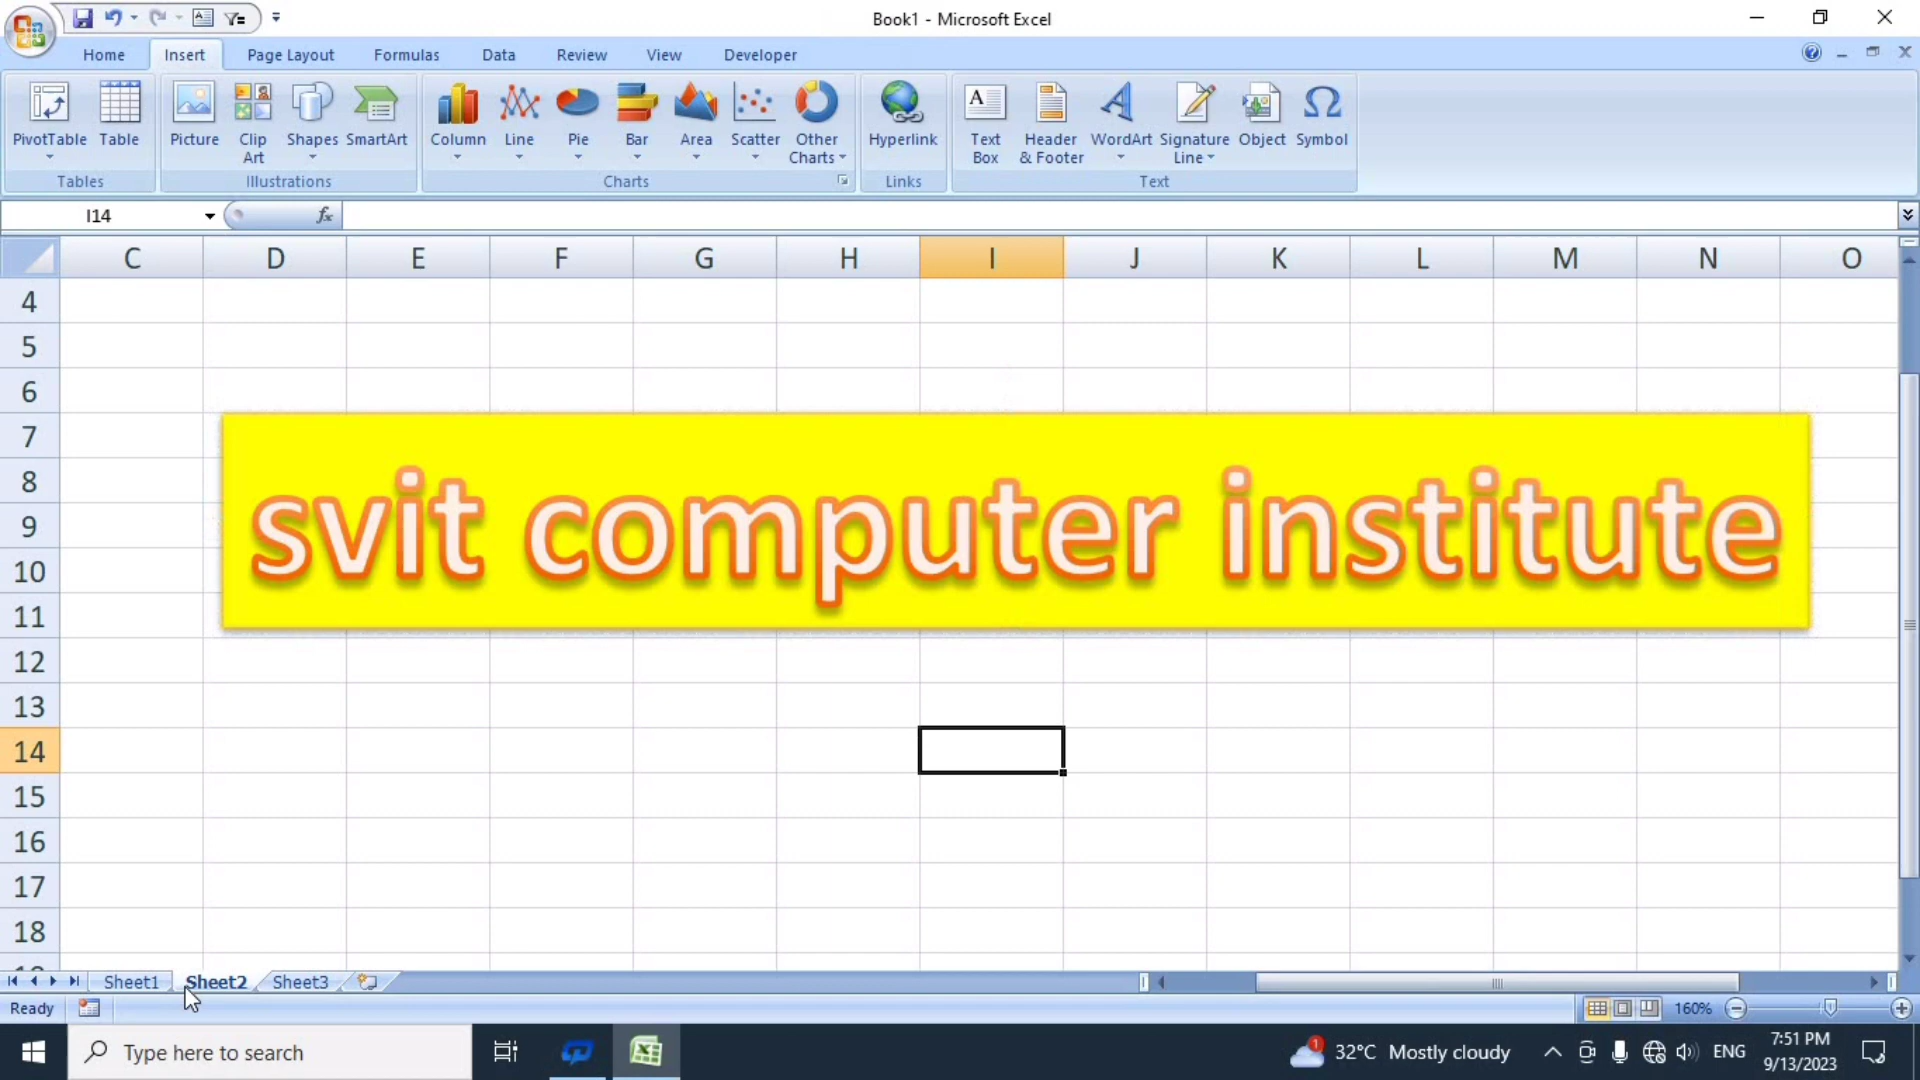 Book1 - Microsoft Excel
Home Insert Page Layout Formulas Data Review View Developer
PivotTable Table Picture Clip Art Shapes SmartArt Column Line Pie Bar Area Scatter Other Charts Hyperlink Text Box Header & Footer WordArt Signature Line Object Symbol
Tables Illustrations Charts Links Text
I14 fx
C D E F G H I J K L M N O
4
5
6
7
8
9
10
11
12
13
14
15
16
17
18
svit computer institute
Sheet1 Sheet2 Sheet3
Ready 160%
Type here to search 1 32°C Mostly cloudy ENG 7:51 PM
9/13/2023